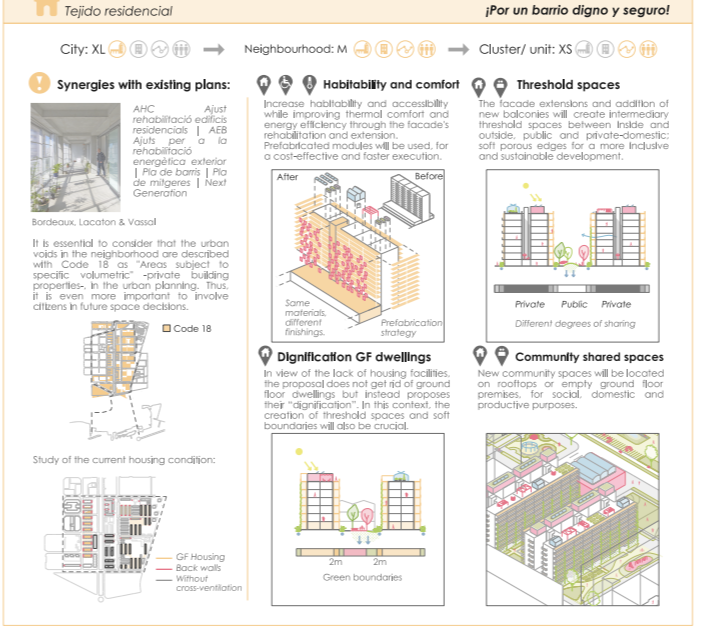 Tejido residencial
¡Por un barrio digno y seguro!
City: XL
Neighbourhood: M
Cluster/ unit: XS
Synergies with existing plans:
AHC Ajust
rehabilitació edificis
residencials | AEB
Ajuts per a la
rehabilitació
energètica exterior
| Pla de barris | Pla
de mitgeres | Next
Generation
Bordeaux, Lacaton & Vassal
It is essential to consider that the urban
voids in the neighborhood are described
with Code 18 as "Areas subject to
specific volumetric" -private building
properties-, in the urban planning. Thus,
it is even more important to involve
citizens in future space decisions.
Code 18
Study of the current housing condition:
GF Housing
Back walls
Without
cross-ventilation
Habitability and comfort
Increase habitability and accessibility
while improving thermal comfort and
energy efficiency through the facade's
rehabilitation and extension.
Prefabricated modules will be used, for
a cost-effective and faster execution.
After
Before
Same
materials,
different
finishings.
Prefabrication
strategy
Dignification GF dwellings
In view of the lack of housing facilities,
the proposal does not get rid of ground
floor dwellings but instead proposes
their "dignification". In this context, the
creation of threshold spaces and soft
boundaries will also be crucial.
2m
2m
Green boundaries
Threshold spaces
The facade extensions and addition of
new balconies will create intermediary
threshold spaces between inside and
outside, public and private-domestic;
soft porous edges for a more inclusive
and sustainable development.
Private
Public
Private
Different degrees of sharing
Community shared spaces
New community spaces will be located
on rooftops or empty ground floor
premises, for social, domestic and
productive purposes.